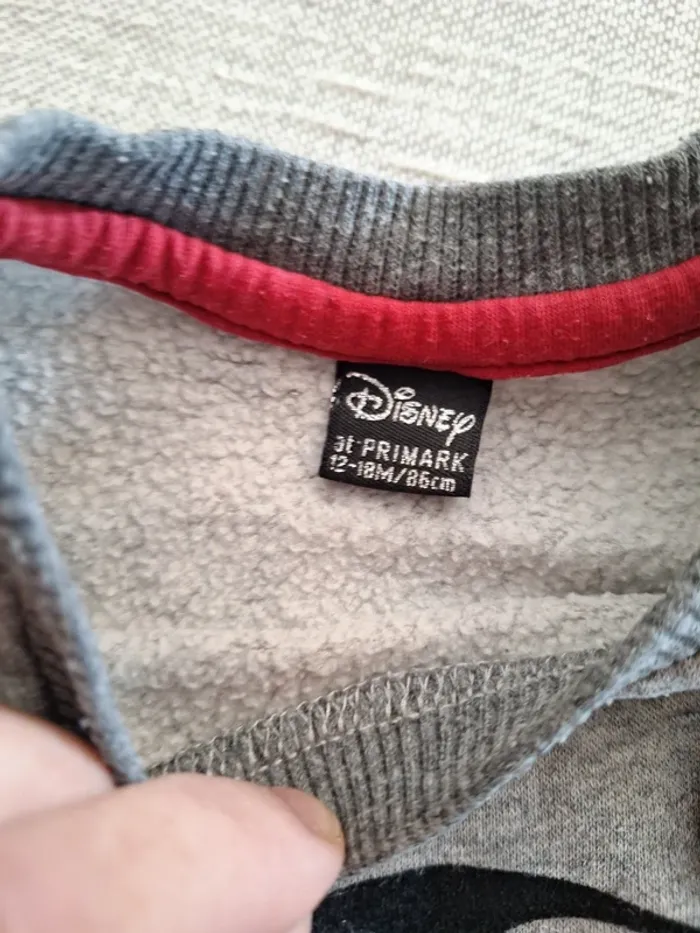 Disney
at PRIMARK
12-18M/86cm